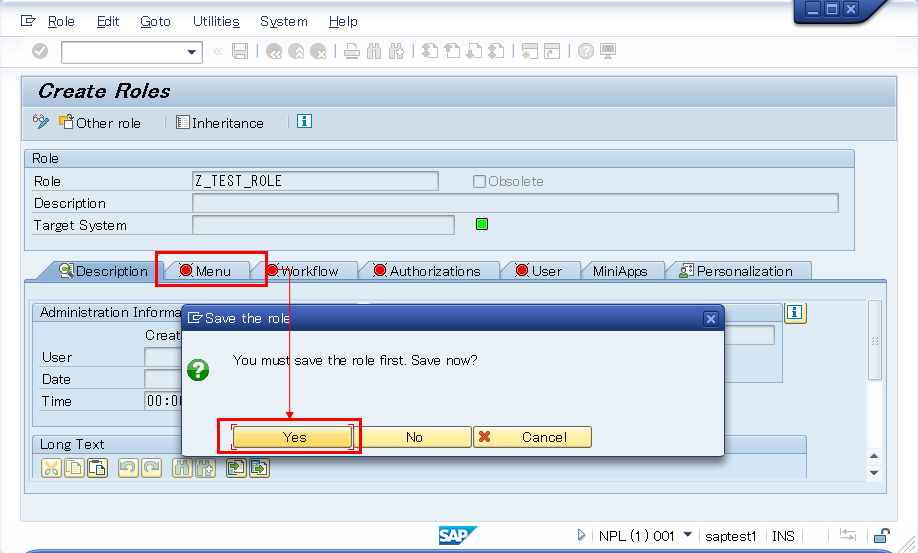 Role Edit Goto Utilities System Help
Create Roles
Other role Inheritance
Role
Role Z_TEST_ROLE Obsolete
Description
Target System
Description Menu Workflow Authorizations User MiniApps Personalization
Administration Informa
Creat
User
Date
Time 00:00
Save the role
You must save the role first. Save now?
Yes No Cancel
Long Text
SAP NPL (1) 001 saptest1 INS